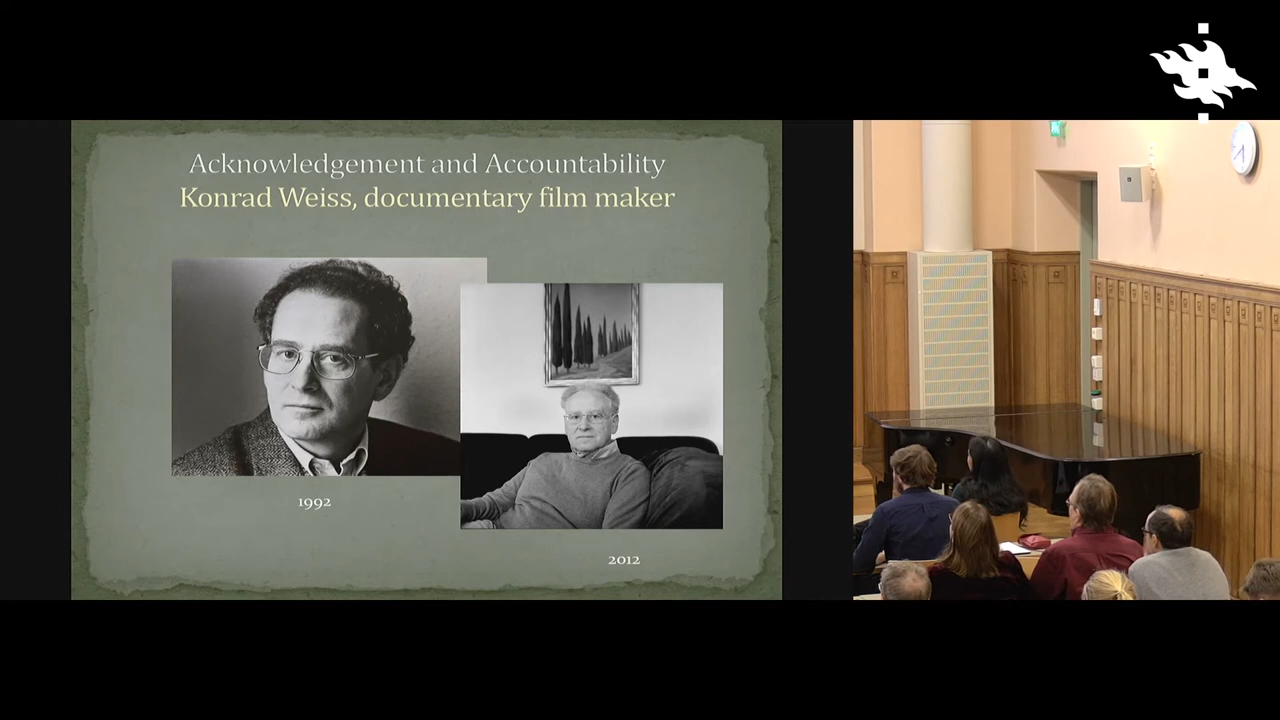 Acknowledgement and Accountability
Konrad Weiss, documentary film maker
1992
2012